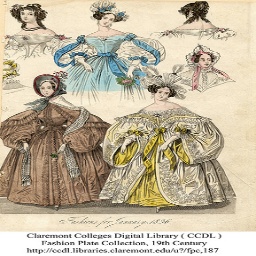 Fashions for January 1836
Claremont Colleges Digital Library ( CCDL )
Fashion Plate Collection, 19th Century
http://ccdl.libraries.claremont.edu/u?/fpc,187